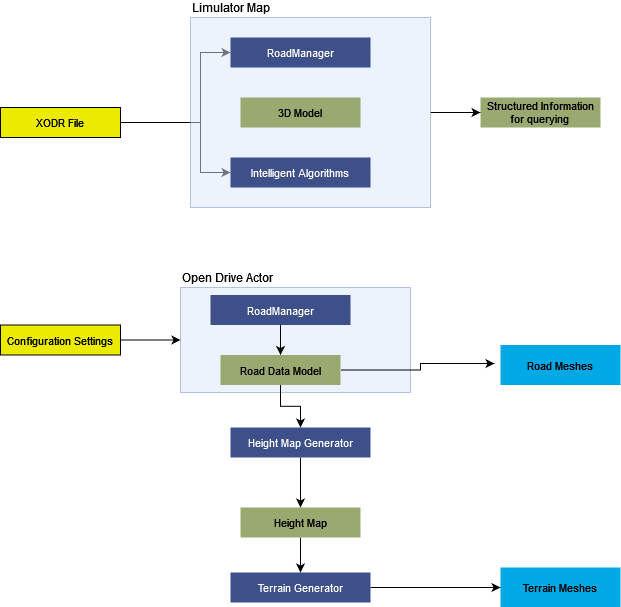 Limulator Map
RoadManager
3D Model
XODR File
Structured Information
for querying
Intelligent Algorithms
Open Drive Actor
RoadManager
Configuration Settings
Road Data Model
Road Meshes
Height Map Generator
Height Map
Terrain Generator
Terrain Meshes